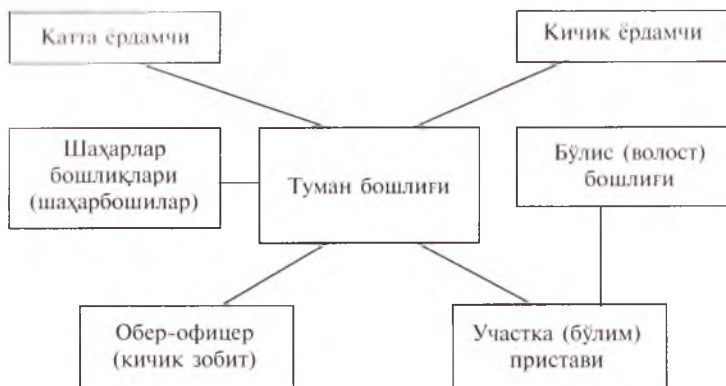 Катта ёрдамчи
Кичик ёрдамчи
Шаҳарлар
бошлиқлари
(шаҳарбошилар)
Туман бошлиғи
Бўлис (волост)
бошлиғи
Обер-офицер
(кичик зобит)
Участка (бўлим)
пристави